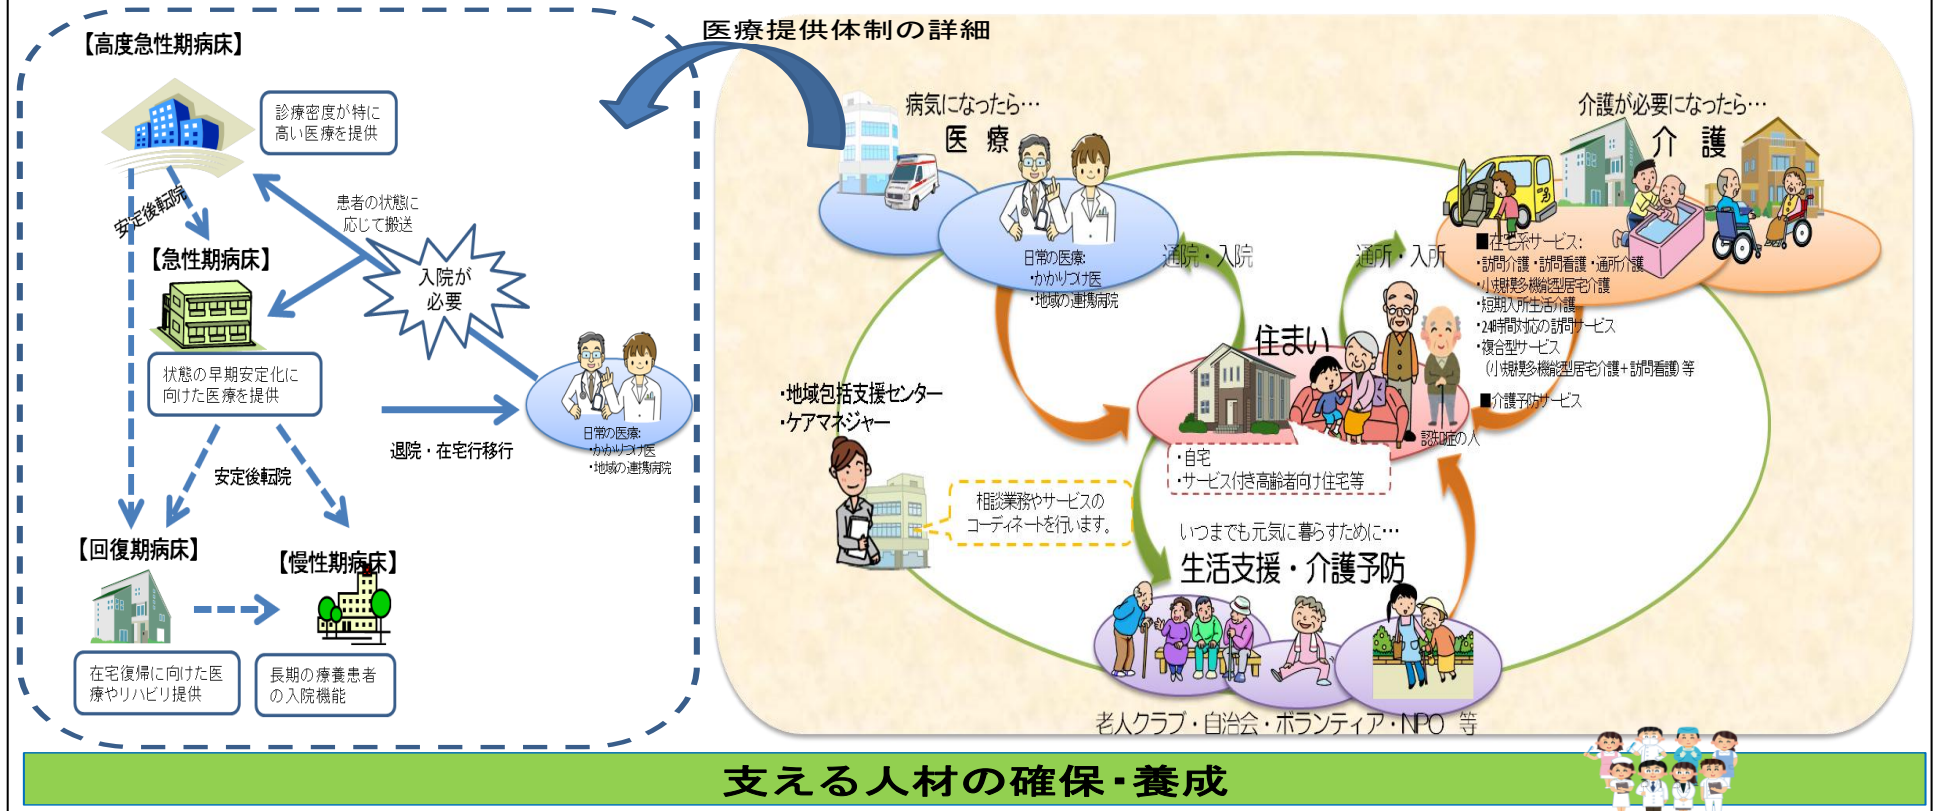 医療提供体制の詳細
【高度急性期病床】
診療密度が特に
高い医療を提供
安定後転院
患者の状態に
応じて搬送
【急性期病床】
入院が
必要
状態の早期安定化に
向けた医療を提供
退院・在宅行移行
日常の医療:
・かかりつけ医
・地域の連携病院
安定後転院
【回復期病床】
【慢性期病床】
在宅復帰に向けた医
療やリハビリ提供
長期の療養患者
の入院機能
病気になったら…
医 療
日常の医療:
・かかりつけ医
・地域の連携病院
通院・入院
介護が必要になったら…
介 護
通所・入所
■在宅系サービス:
・訪問介護・訪問看護・通所介護
・小規模多機能型居宅介護
・短期入所生活介護
・24時間対応の訪問サービス
・複合型サービス
(小規模多機能型居宅介護+訪問看護)等
■介護予防サービス
住まい
認知症の人
・自宅
・サービス付き高齢者向け住宅等
・地域包括支援センター
・ケアマネジャー
相談業務やサービスの
コーディネートを行います。
いつまでも元気に暮らすために…
生活支援・介護予防
老人クラブ・自治会・ボランティア・NPO 等
支える人材の確保・養成